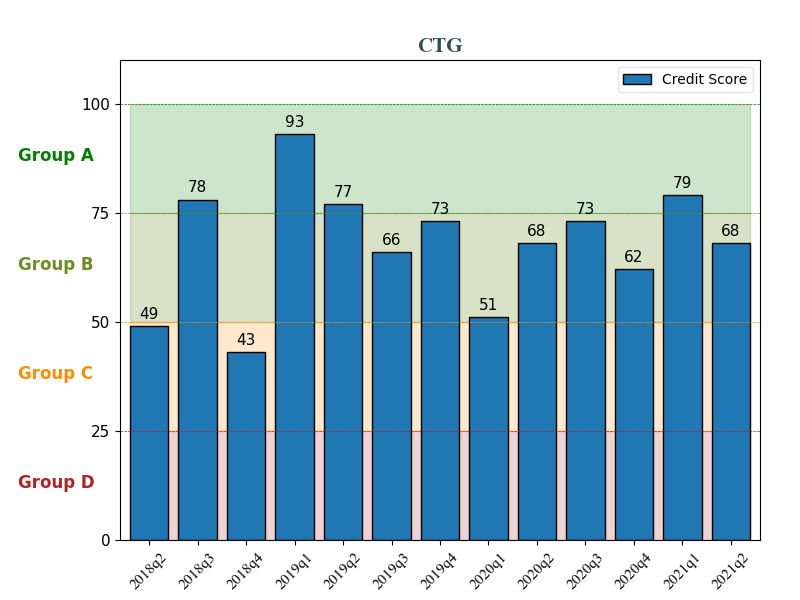 CTG
Credit Score
100
75
50
25
0
Group A
Group B
Group C
Group D
49
78
43
93
77
66
73
51
68
73
62
79
68
2018q2
2018q3
2018q4
2019q1
2019q2
2019q3
2019q4
2020q1
2020q2
2020q3
2020q4
2021q1
2021q2